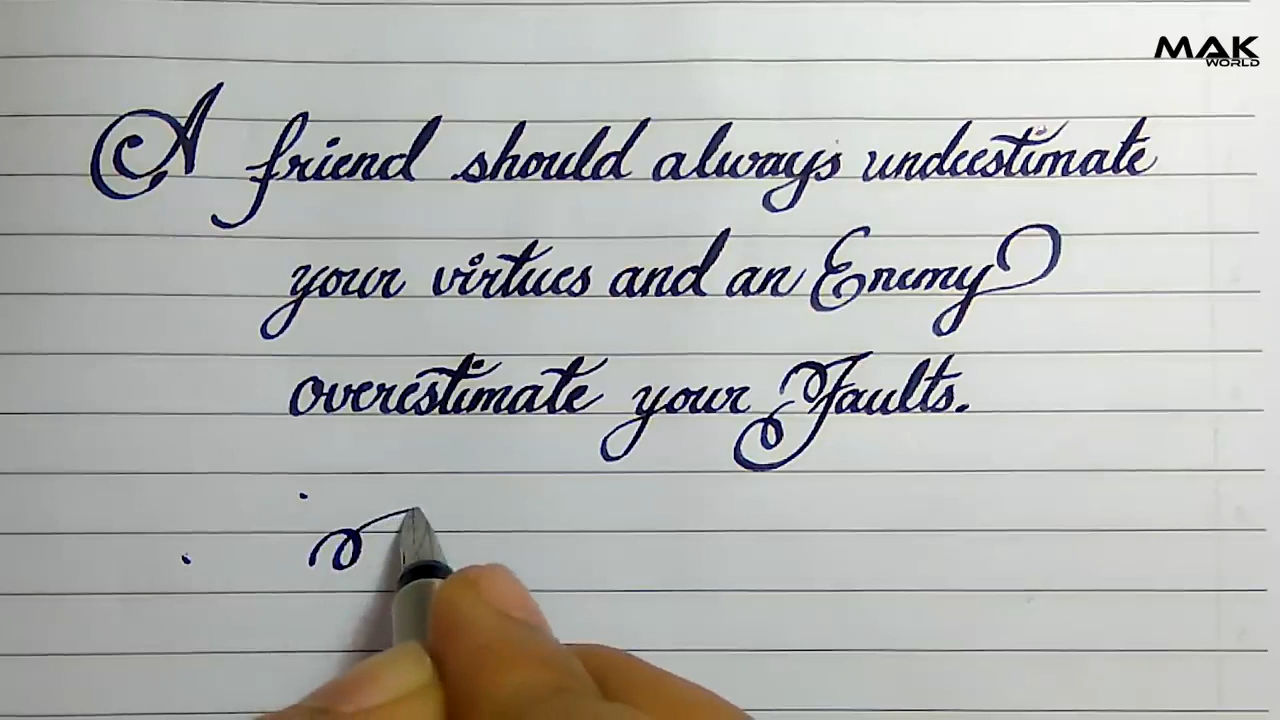 MAK
WORLD
A friend should always underestimate
your virtues and an Enemy
overestimate your Faults.